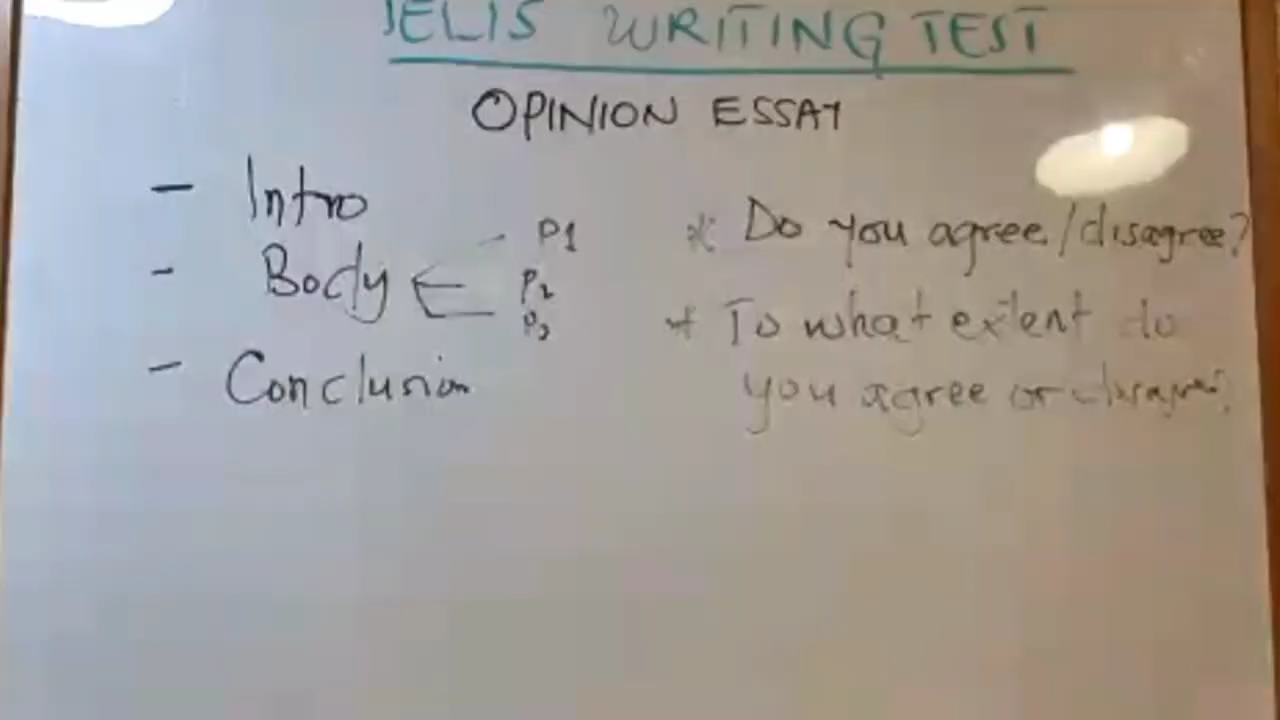 IELTS WRITING TEST
OPINION ESSAY
- Intro
- Body
P1
P2
P3
- Conclusion
* Do you agree/disagree?
* To what extent do
you agree or disagree?